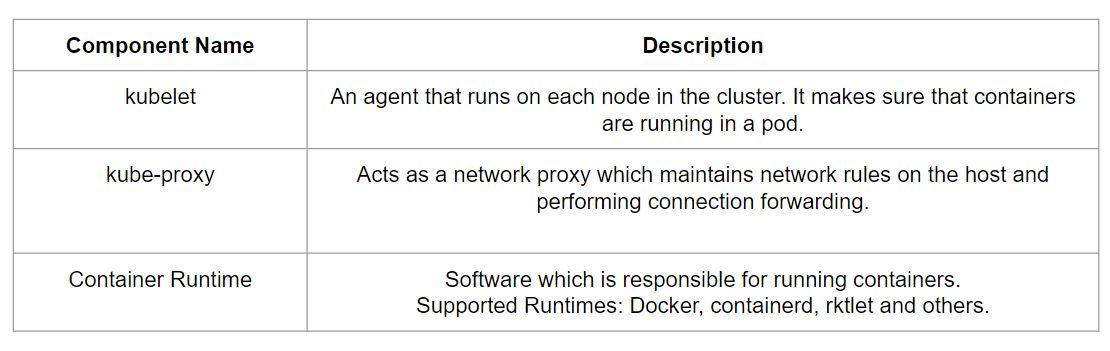 Component Name
Description
kubelet
An agent that runs on each node in the cluster. It makes sure that containers
are running in a pod.
kube-proxy
Acts as a network proxy which maintains network rules on the host and
performing connection forwarding.
Container Runtime
Software which is responsible for running containers.
Supported Runtimes: Docker, containerd, rktlet and others.